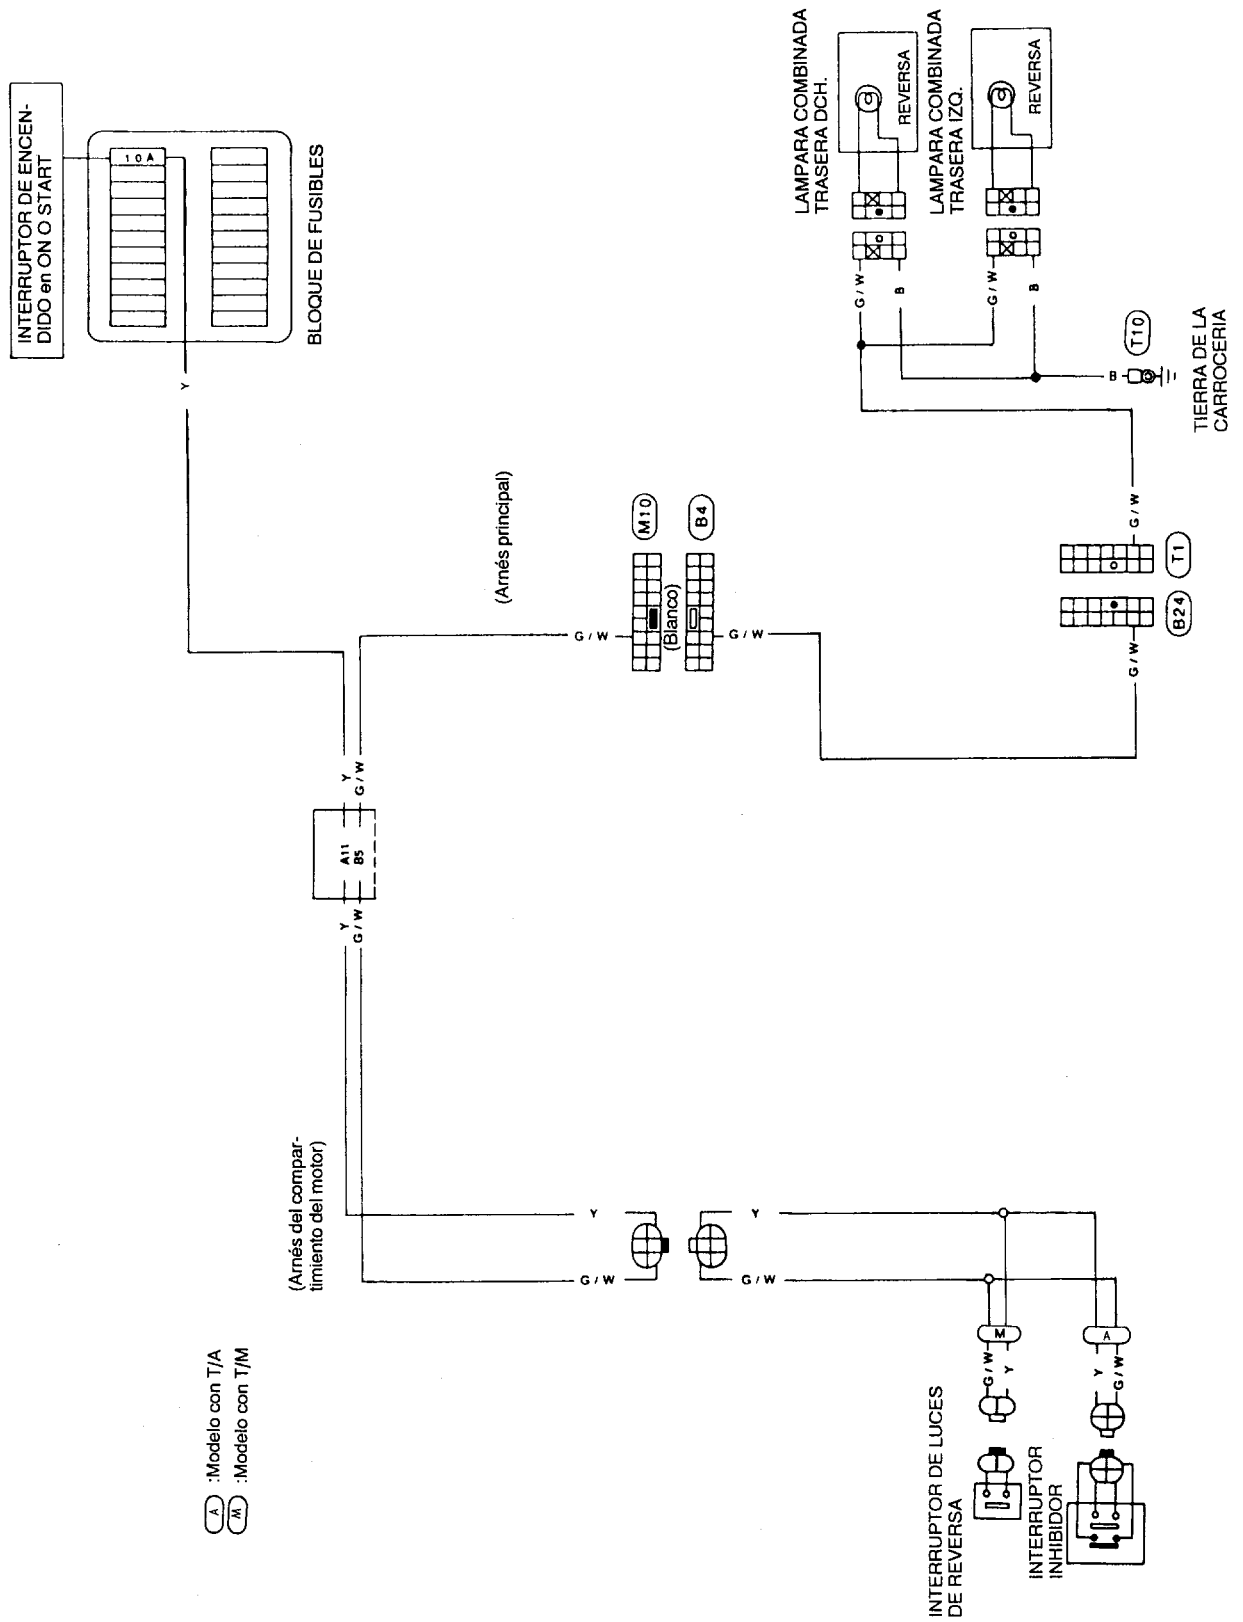 INTERRUPTOR DE ENCEN-
DIDO en ON O START
10 A
BLOQUE DE FUSIBLES
Y
(Arnés principal)
Y
G/W
A11
B5
Y
G/W
(Arnés del compar-
timiento del motor)
G/W
M10
(Blanco)
B4
G/W
LAMPARA COMBINADA
TRASERA DCH.
REVERSA
LAMPARA COMBINADA
TRASERA IZQ.
REVERSA
G/W
B
G/W
B
B
T10
TIERRA DE LA
CARROCERIA
G/W
T1
B24
G/W
Y
G/W
Y
G/W
M
G/W
Y
A
Y
G/W
INTERRUPTOR DE LUCES
DE REVERSA
INTERRUPTOR
INHIBIDOR
A :Modelo con T/A
M :Modelo con T/M